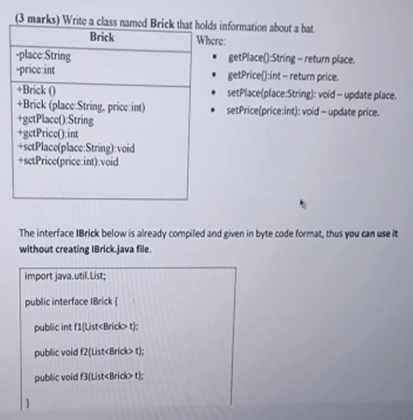 (3 marks) Write a class named Brick that holds information about a hat.
Brick
-place:String
-price:int
+Brick ()
+Brick (place:String, price:int)
+getPlace():String
+getPrice():int
+setPlace(place:String):void
+setPrice(price:int):void
Where:
• getPlace():String – return place.
• getPrice():int – return price.
• setPlace(place:String): void – update place.
• setPrice(price:int): void – update price.
The interface IBrick below is already compiled and given in byte code format, thus you can use it
without creating IBrick.java file.
import java.util.List;
public interface IBrick {
public int f1(List<Brick> t);
public void f2(List<Brick> t);
public void f3(List<Brick> t);
}